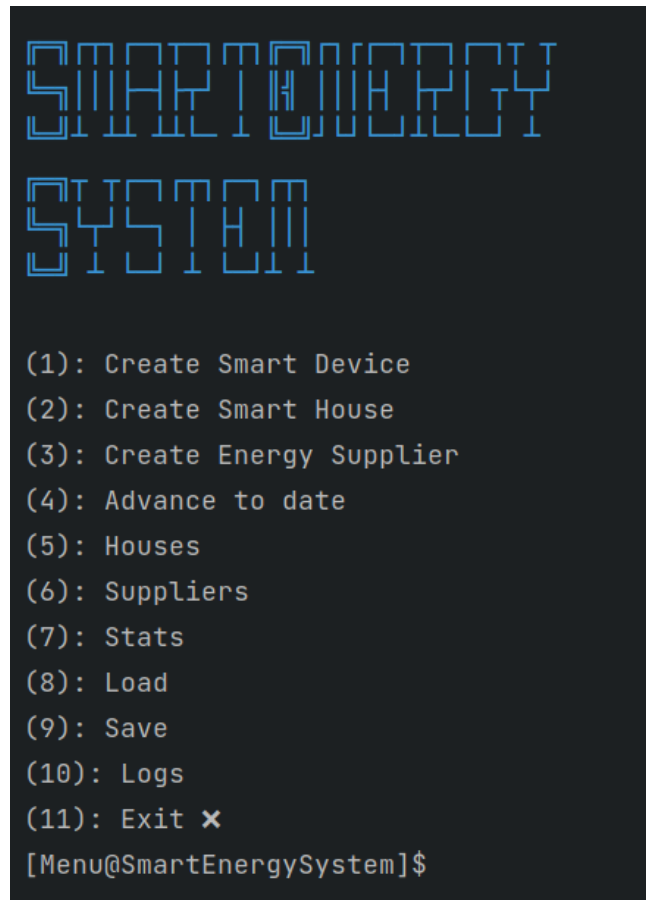 SMARTENERGY
SYSTEM
(1): Create Smart Device
(2): Create Smart House
(3): Create Energy Supplier
(4): Advance to date
(5): Houses
(6): Suppliers
(7): Stats
(8): Load
(9): Save
(10): Logs
(11): Exit ❌
[Menu@SmartEnergySystem]$